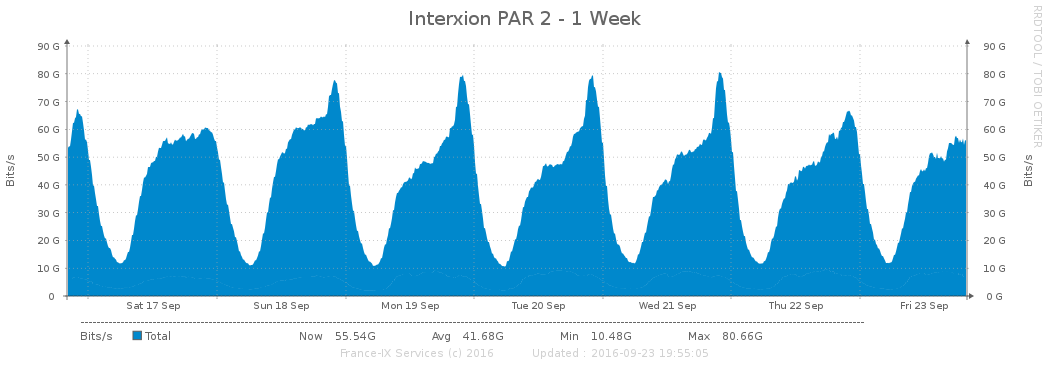 Interxion PAR 2 - 1 Week
RRDTOOL / TOBI OETIKER
Bits/s
90 G 90 G
80 G 80 G
70 G 70 G
60 G 60 G
50 G 50 G
40 G 40 G
30 G 30 G
20 G 20 G
10 G 10 G
0 0 G
Bits/s
Sat 17 Sep Sun 18 Sep Mon 19 Sep Tue 20 Sep Wed 21 Sep Thu 22 Sep Fri 23 Sep
Bits/s Total Now 55.54G Avg 41.68G Min 10.48G Max 80.66G
France-IX Services (c) 2016 Updated : 2016-09-23 19:55:05